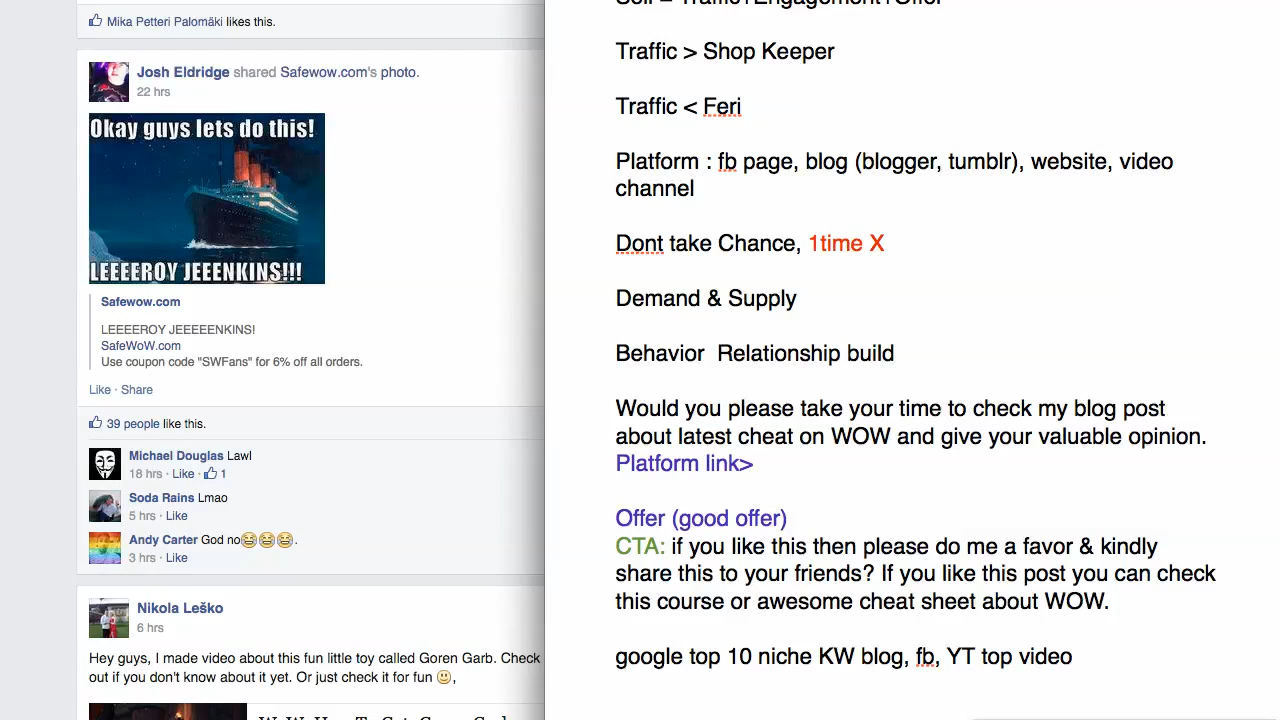 Mika Petteri Palomäki likes this.
Josh Eldridge shared Safewow.com's photo.
22 hrs
Okay guys lets do this!
LEEEEROY JEEENKINS!!!
Safewow.com
LEEEEROY JEEEEENKINS!
SafeWoW.com
Use coupon code "SWFans" for 6% off all orders.
Like · Share
39 people like this.
Michael Douglas Lawl
18 hrs · Like · 1
Soda Rains Lmao
5 hrs · Like
Andy Carter God no😂😂😂.
3 hrs · Like
Nikola Leško
6 hrs
Hey guys, I made video about this fun little toy called Goren Garb. Check
out if you don't know about it yet. Or just check it for fun 😃,
Traffic > Shop Keeper
Traffic < Feri
Platform : fb page, blog (blogger, tumblr), website, video
channel
Dont take Chance, 1time X
Demand & Supply
Behavior  Relationship build
Would you please take your time to check my blog post
about latest cheat on WOW and give your valuable opinion.
Platform link>
Offer (good offer)
CTA: if you like this then please do me a favor & kindly
share this to your friends? If you like this post you can check
this course or awesome cheat sheet about WOW.
google top 10 niche KW blog, fb, YT top video